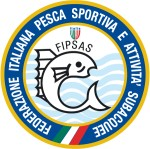 FEDERAZIONE ITALIANA PESCA SPORTIVA E ATTIVITÀ SUBACQUEE
FIPSAS